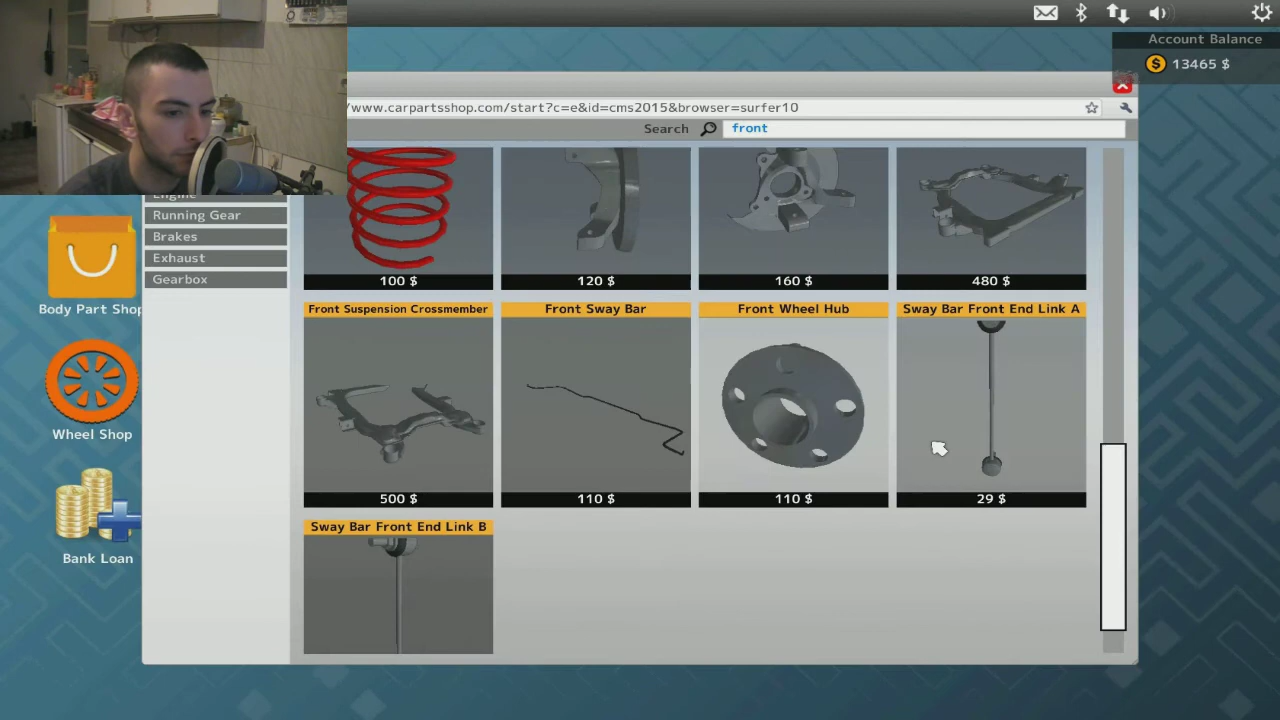 Account Balance
13465 $
/www.carpartsshop.com/start?c=e&id=cms2015&browser=surfer10
Search
front
Engine
Running Gear
Brakes
Exhaust
Gearbox
Body Part Shop
Wheel Shop
Bank Loan
100 $
120 $
160 $
480 $
Front Suspension Crossmember
Front Sway Bar
Front Wheel Hub
Sway Bar Front End Link A
500 $
110 $
110 $
29 $
Sway Bar Front End Link B